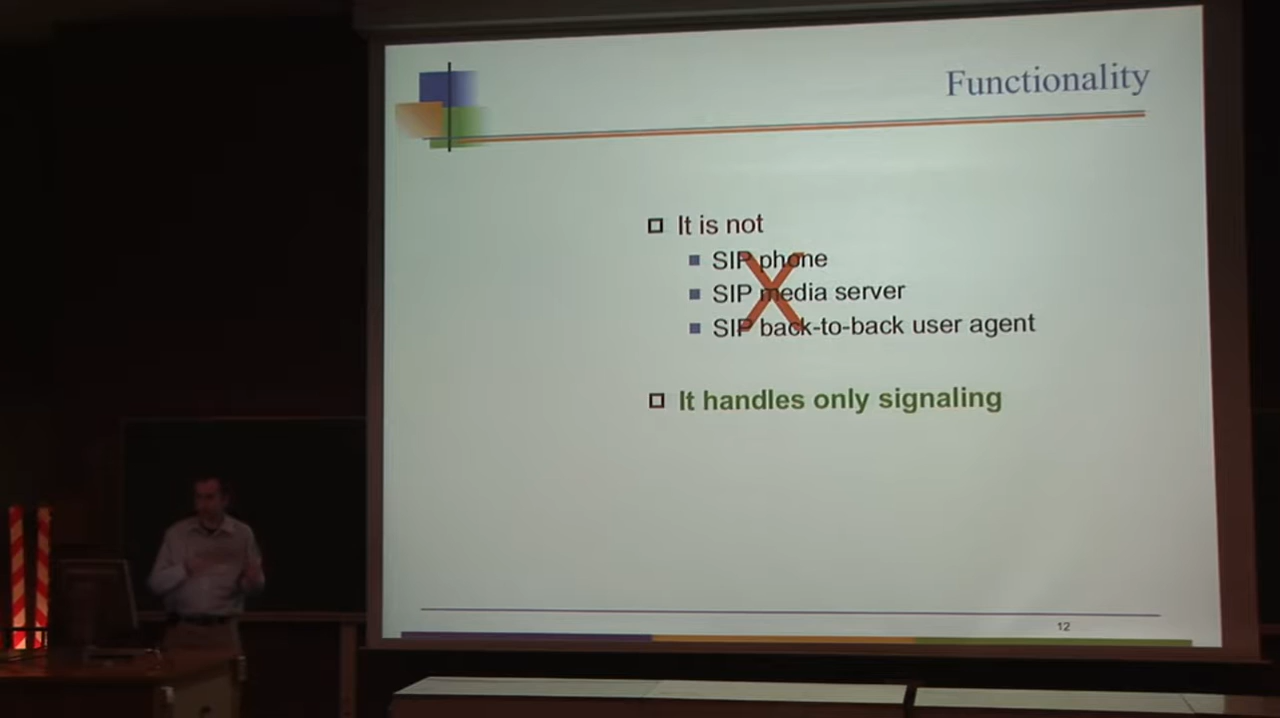 Functionality
It is not
SIP phone
SIP media server
SIP back-to-back user agent
It handles only signaling
12